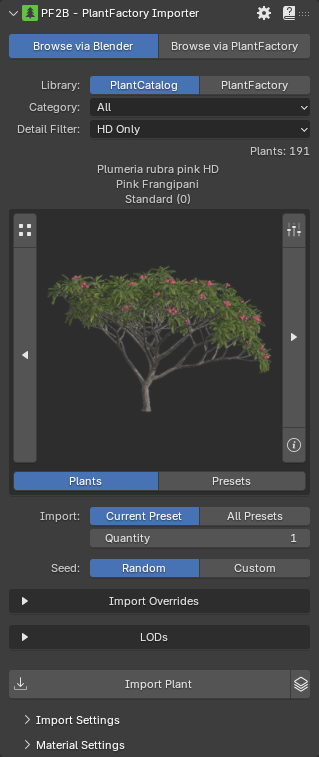 PF2B - PlantFactory Importer
Browse via Blender Browse via PlantFactory
Library: PlantCatalog PlantFactory
Category: All
Detail Filter: HD Only
Plants: 191
Plumeria rubra pink HD
Pink Frangipani
Standard (0)
Plants Presets
Import: Current Preset All Presets
Quantity 1
Seed: Random Custom
Import Overrides
LODs
Import Plant
Import Settings
Material Settings